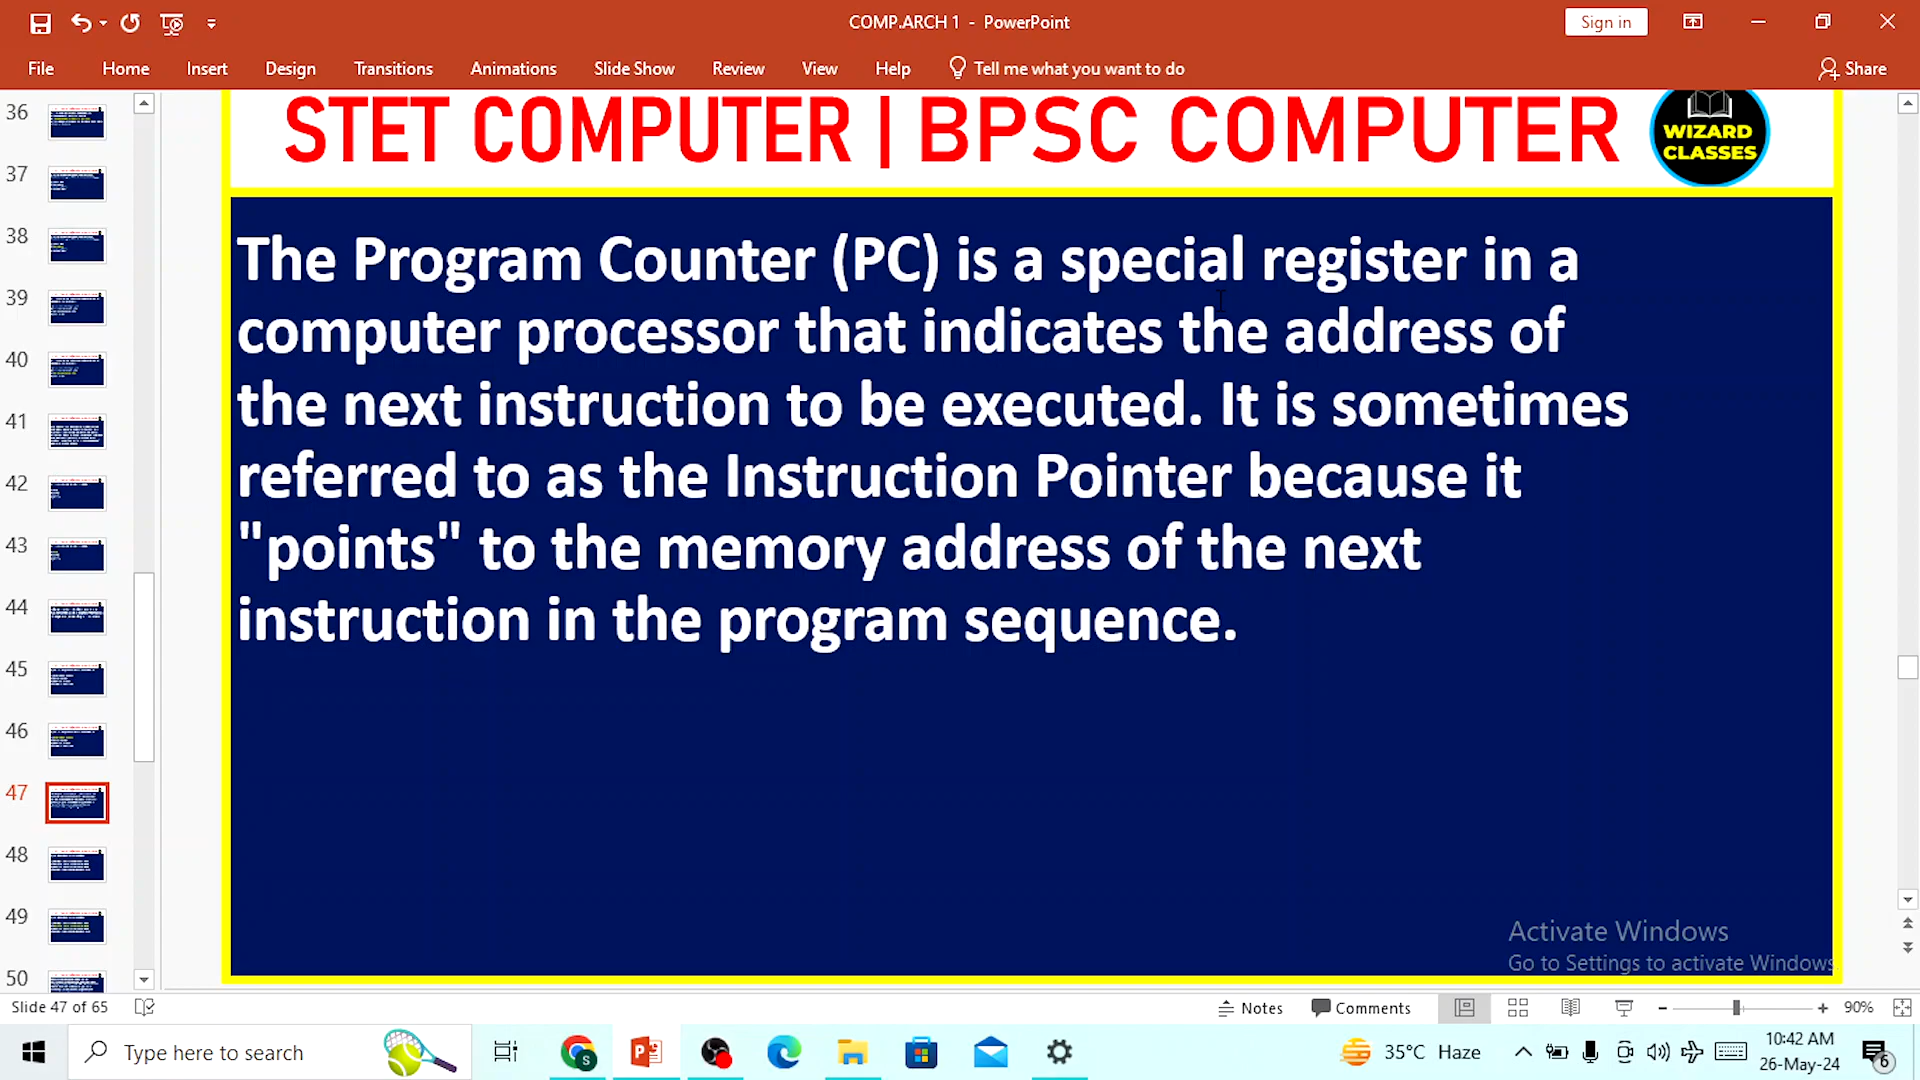 COMP.ARCH 1 - PowerPoint
Sign in
File Home Insert Design Transitions Animations Slide Show Review View Help Tell me what you want to do Share
STET COMPUTER | BPSC COMPUTER
WIZARD
CLASSES
The Program Counter (PC) is a special register in a
computer processor that indicates the address of
the next instruction to be executed. It is sometimes
referred to as the Instruction Pointer because it
"points" to the memory address of the next
instruction in the program sequence.
36
37
38
39
40
41
42
43
44
45
46
47
48
49
50
Activate Windows
Go to Settings to activate Windows.
Slide 47 of 65 Notes Comments 90%
Type here to search
S
35°C Haze
10:42 AM
26-May-24
6